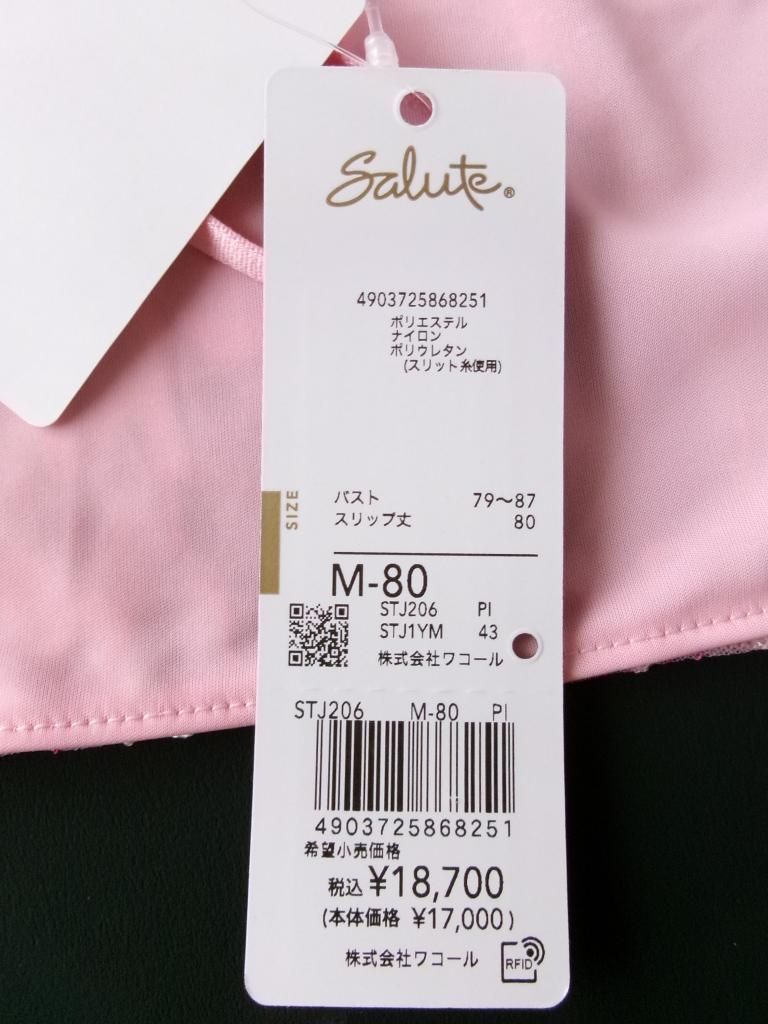 Salute®
4903725868251
ポリエステル
ナイロン
ポリウレタン
(スリット糸使用)
SIZE
バスト 79〜87
スリップ丈 80
M-80
STJ206 PI
STJ1YM 43
株式会社ワコール
STJ206 M-80 PI
4903725868251
希望小売価格
税込 ¥18,700
(本体価格 ¥17,000)
株式会社ワコール
RFID